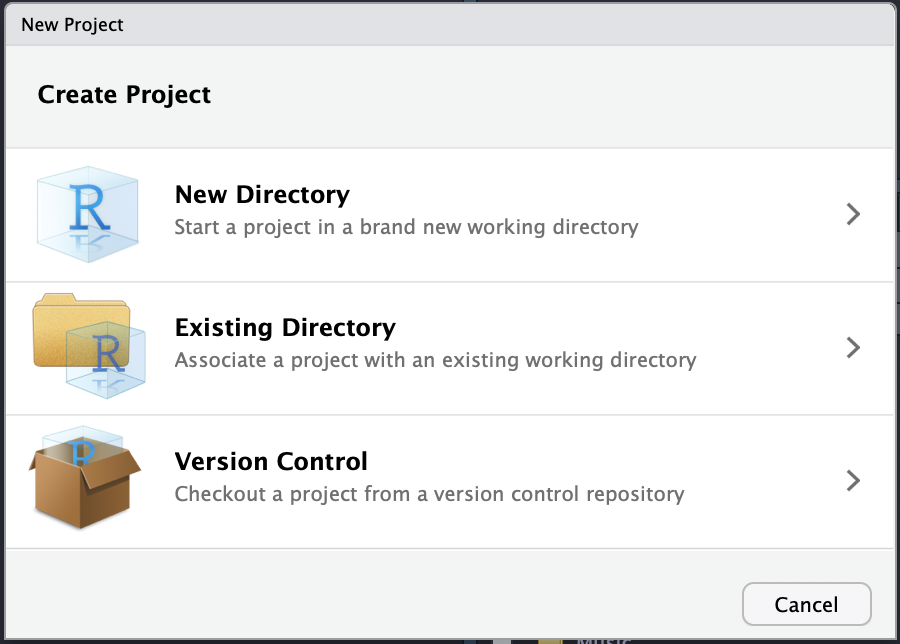 New Project
Create Project
R
New Directory
Start a project in a brand new working directory
R
Existing Directory
Associate a project with an existing working directory
R
Version Control
Checkout a project from a version control repository
Cancel